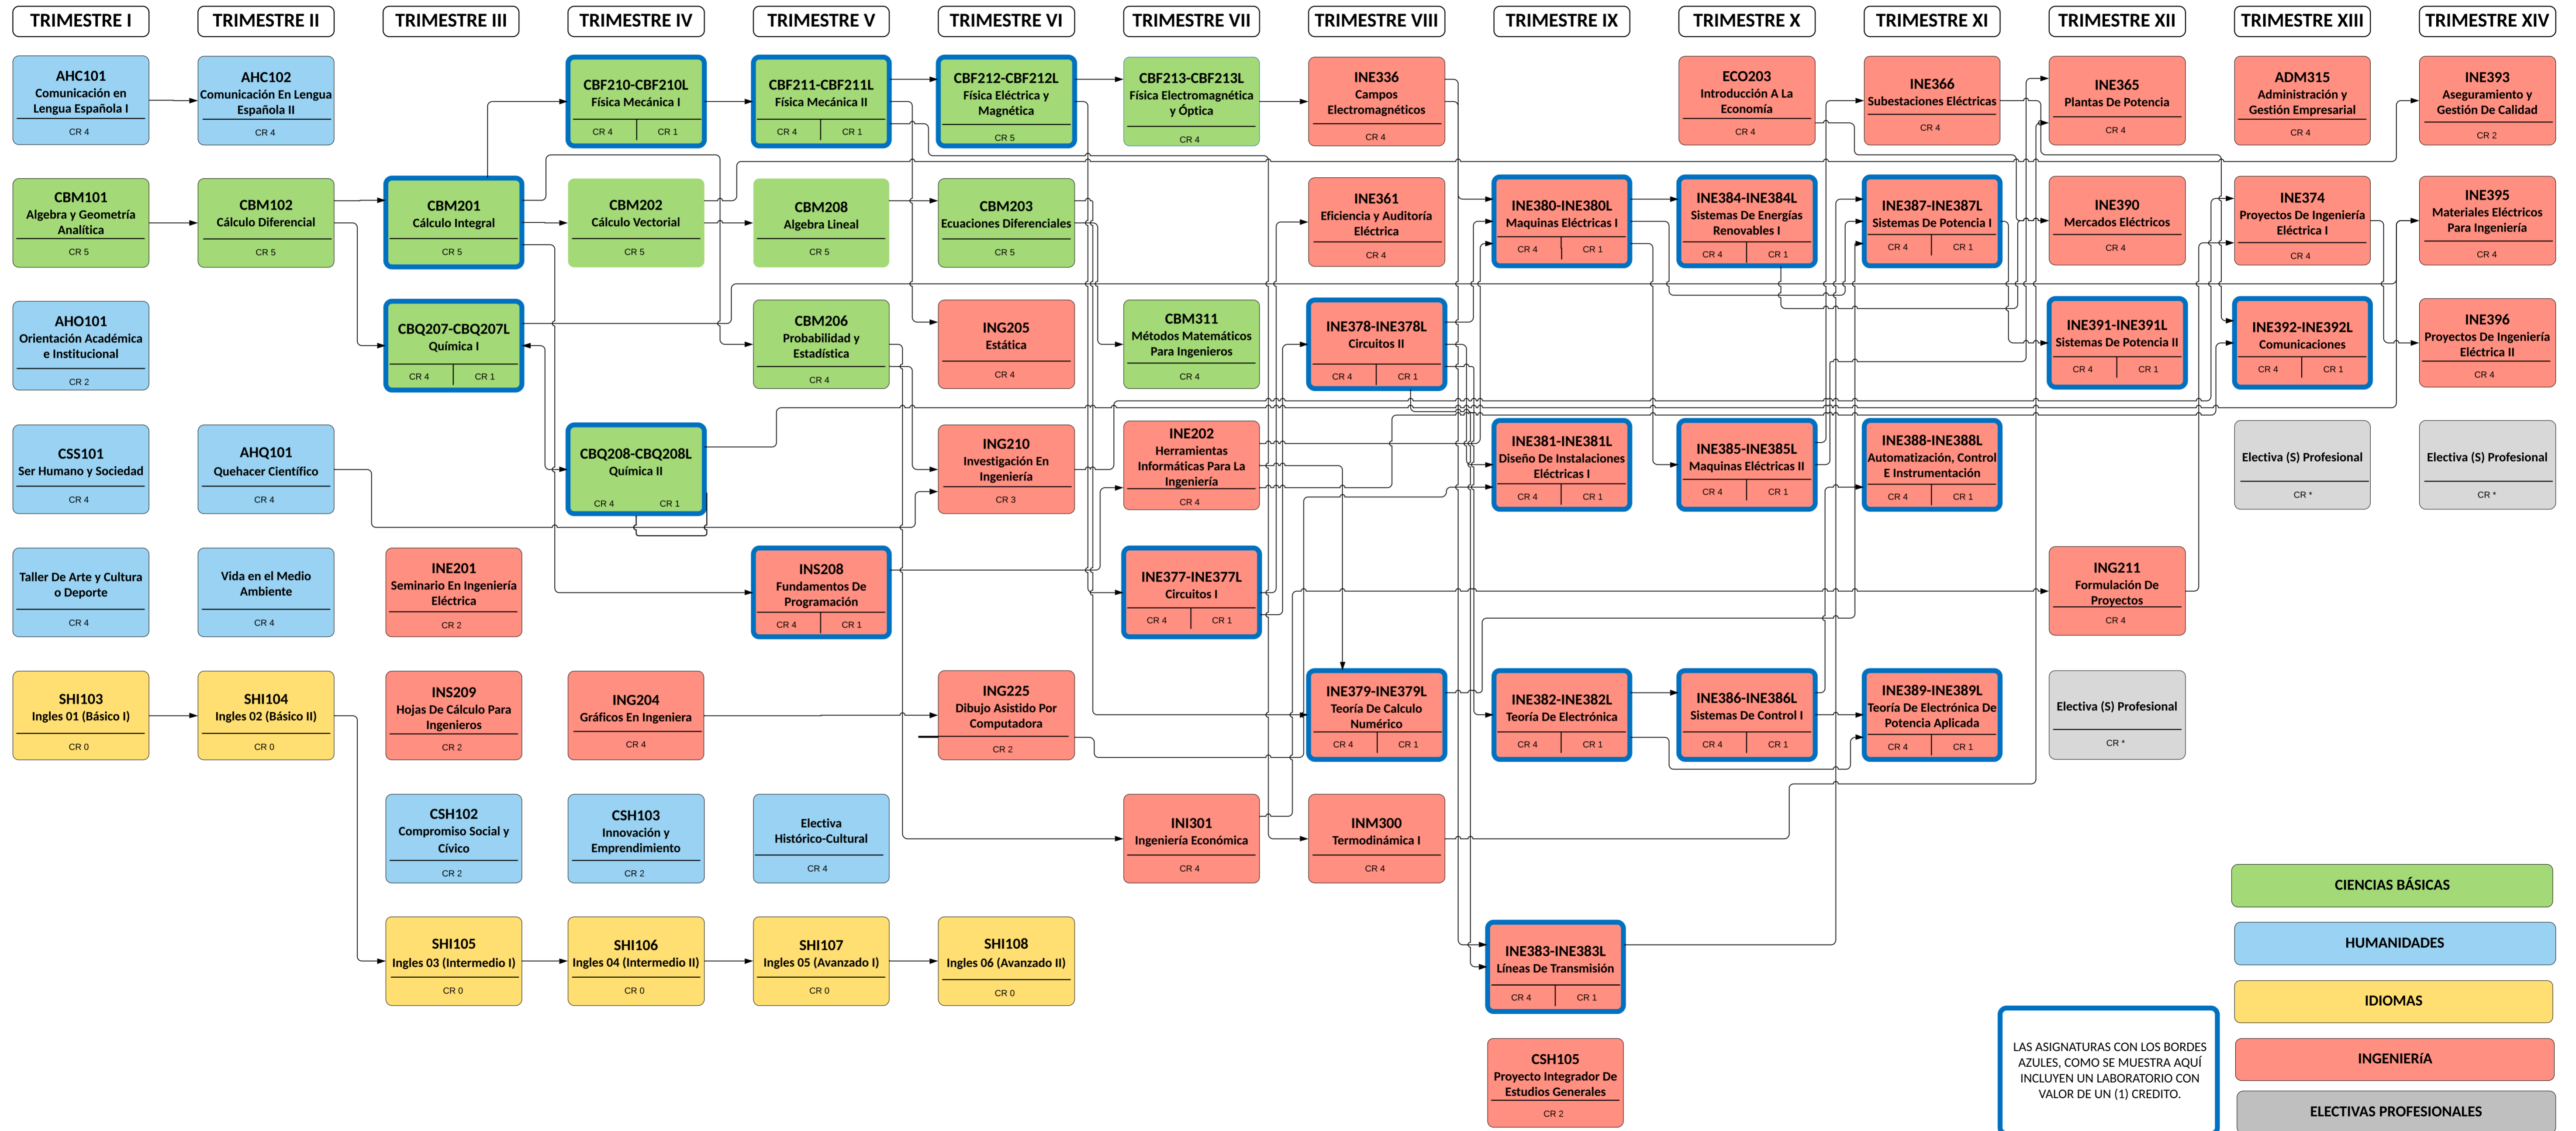 TRIMESTRE I
TRIMESTRE II
TRIMESTRE III
TRIMESTRE IV
TRIMESTRE V
TRIMESTRE VI
TRIMESTRE VII
TRIMESTRE VIII
TRIMESTRE IX
TRIMESTRE X
TRIMESTRE XI
TRIMESTRE XII
TRIMESTRE XIII
TRIMESTRE XIV
AHC101
Comunicación en
Lengua Española I
CR 4
AHC102
Comunicación En Lengua
Española II
CR 4
CBF210-CBF210L
Física Mecánica I
CR 4
CR 1
CBF211-CBF211L
Física Mecánica II
CR 4
CR 1
CBF212-CBF212L
Física Eléctrica y
Magnética
CR 5
CBF213-CBF213L
Física Electromagnética
y Óptica
CR 4
INE336
Campos
Electromagnéticos
CR 4
ECO203
Introducción A La
Economía
CR 4
INE366
Subestaciones Eléctricas
CR 4
INE365
Plantas De Potencia
CR 4
ADM315
Administración y
Gestión Empresarial
CR 4
INE393
Aseguramiento y
Gestión De Calidad
CR 2
CBM101
Algebra y Geometría
Analítica
CR 5
CBM102
Cálculo Diferencial
CR 5
CBM201
Cálculo Integral
CR 5
CBM202
Cálculo Vectorial
CR 5
CBM208
Algebra Lineal
CR 5
CBM203
Ecuaciones Diferenciales
CR 5
INE361
Eficiencia y Auditoría
Eléctrica
CR 4
INE380-INE380L
Maquinas Eléctricas I
CR 4
CR 1
INE384-INE384L
Sistemas De Energías
Renovables I
CR 4
CR 1
INE387-INE387L
Sistemas De Potencia I
CR 4
CR 1
INE390
Mercados Eléctricos
CR 4
INE374
Proyectos De Ingeniería
Eléctrica I
CR 4
INE395
Materiales Eléctricos
Para Ingeniería
CR 4
AHO101
Orientación Académica
e Institucional
CR 2
CBQ207-CBQ207L
Química I
CR 4
CR 1
CBM206
Probabilidad y
Estadística
CR 4
ING205
Estática
CR 4
CBM311
Métodos Matemáticos
Para Ingenieros
CR 4
INE378-INE378L
Circuitos II
CR 4
CR 1
INE391-INE391L
Sistemas De Potencia II
CR 4
CR 1
INE392-INE392L
Comunicaciones
CR 4
CR 1
INE396
Proyectos De Ingeniería
Eléctrica II
CR 4
CSS101
Ser Humano y Sociedad
CR 4
AHQ101
Quehacer Científico
CR 4
CBQ208-CBQ208L
Química II
CR 4
CR 1
ING210
Investigación En
Ingeniería
CR 3
INE202
Herramientas
Informáticas Para La
Ingeniería
CR 4
INE381-INE381L
Diseño De Instalaciones
Eléctricas I
CR 4
CR 1
INE385-INE385L
Maquinas Eléctricas II
CR 4
CR 1
INE388-INE388L
Automatización, Control
E Instrumentación
CR 4
CR 1
Electiva (S) Profesional
CR *
Electiva (S) Profesional
CR *
Taller De Arte y Cultura
o Deporte
CR 4
Vida en el Medio
Ambiente
CR 4
INE201
Seminario En Ingeniería
Eléctrica
CR 2
INS208
Fundamentos De
Programación
CR 4
CR 1
INE377-INE377L
Circuitos I
CR 4
CR 1
ING211
Formulación De
Proyectos
CR 4
SHI103
Ingles 01 (Básico I)
CR 0
SHI104
Ingles 02 (Básico II)
CR 0
INS209
Hojas De Cálculo Para
Ingenieros
CR 2
ING204
Gráficos En Ingeniera
CR 4
ING225
Dibujo Asistido Por
Computadora
CR 2
INE379-INE379L
Teoría De Calculo
Numérico
CR 4
CR 1
INE382-INE382L
Teoría De Electrónica
CR 4
CR 1
INE386-INE386L
Sistemas De Control I
CR 4
CR 1
INE389-INE389L
Teoría De Electrónica De
Potencia Aplicada
CR 4
CR 1
Electiva (S) Profesional
CR *
CSH102
Compromiso Social y
Cívico
CR 2
CSH103
Innovación y
Emprendimiento
CR 2
Electiva
Histórico-Cultural
CR 4
INI301
Ingeniería Económica
CR 4
INM300
Termodinámica I
CR 4
SHI105
Ingles 03 (Intermedio I)
CR 0
SHI106
Ingles 04 (Intermedio II)
CR 0
SHI107
Ingles 05 (Avanzado I)
CR 0
SHI108
Ingles 06 (Avanzado II)
CR 0
INE383-INE383L
Líneas De Transmisión
CR 4
CR 1
CSH105
Proyecto Integrador De
Estudios Generales
CR 2
LAS ASIGNATURAS CON LOS BORDES
AZULES, COMO SE MUESTRA AQUÍ
INCLUYEN UN LABORATORIO CON
VALOR DE UN (1) CREDITO.
CIENCIAS BÁSICAS
HUMANIDADES
IDIOMAS
INGENIERíA
ELECTIVAS PROFESIONALES